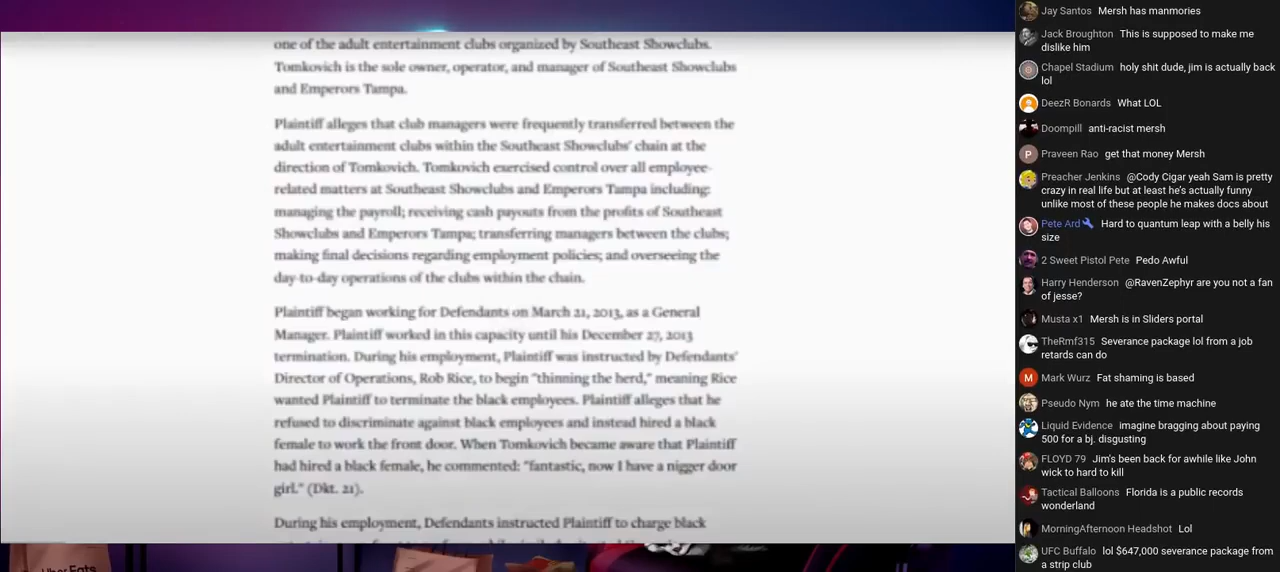 one of the adult entertainment clubs organized by Southeast Showclubs.
Tomkovich is the sole owner, operator, and manager of Southeast Showclubs
and Emperors Tampa.
Plaintiff alleges that club managers were frequently transferred between the
adult entertainment clubs within the Southeast Showclubs' chain at the
direction of Tomkovich. Tomkovich exercised control over all employee-
related matters at Southeast Showclubs and Emperors Tampa including:
managing the payroll; receiving cash payouts from the profits of Southeast
Showclubs and Emperors Tampa; transferring managers between the clubs;
making final decisions regarding employment policies; and overseeing the
day-to-day operations of the clubs within the chain.
Plaintiff began working for Defendants on March 21, 2013, as a General
Manager. Plaintiff worked in this capacity until his December 27, 2013
termination. During his employment, Plaintiff was instructed by Defendants'
Director of Operations, Rob Rice, to begin "thinning the herd," meaning Rice
wanted Plaintiff to terminate the black employees. Plaintiff alleges that he
refused to discriminate against black employees and instead hired a black
female to work the front door. When Tomkovich became aware that Plaintiff
had hired a black female, he commented: "fantastic, now I have a nigger door
girl." (Dkt. 21).
During his employment, Defendants instructed Plaintiff to charge black
Uber Eats
Jay Santos Mersh has manmories
Jack Broughton This is supposed to make me
dislike him
Chapel Stadium holy shit dude, jim is actually back
lol
DeezR Bonards What LOL
Doompill anti-racist mersh
P
Praveen Rao get that money Mersh
Preacher Jenkins @Cody Cigar yeah Sam is pretty
crazy in real life but at least he's actually funny
unlike most of these people he makes docs about
Pete Ard Hard to quantum leap with a belly his
size
2 Sweet Pistol Pete Pedo Awful
Harry Henderson @RavenZephyr are you not a fan
of jesse?
Musta x1 Mersh is in Sliders portal
TheRmf315 Severance package lol from a job
retards can do
M
Mark Wurz Fat shaming is based
Pseudo Nym he ate the time machine
Liquid Evidence imagine bragging about paying
500 for a bj. disgusting
FLOYD 79 Jim's been back for awhile like John
wick to hard to kill
Tactical Balloons Florida is a public records
wonderland
MorningAfternoon Headshot Lol
UFC Buffalo lol $647,000 severance package from
a strip club